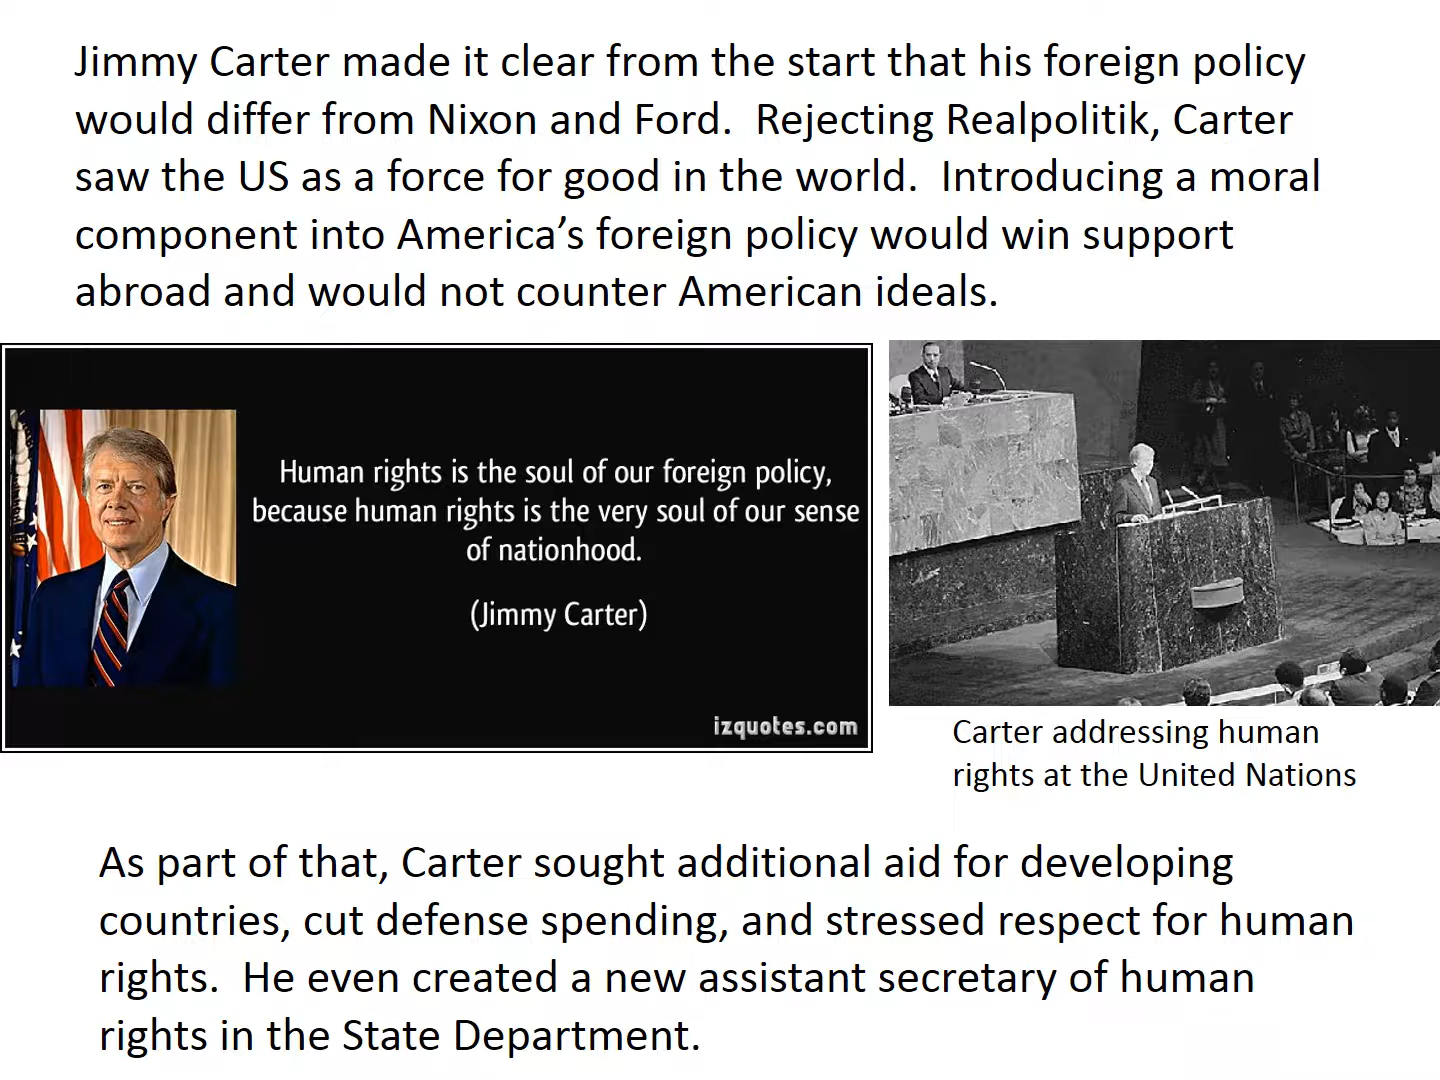 Jimmy Carter made it clear from the start that his foreign policy
would differ from Nixon and Ford.  Rejecting Realpolitik, Carter
saw the US as a force for good in the world.  Introducing a moral
component into America’s foreign policy would win support
abroad and would not counter American ideals.
Human rights is the soul of our foreign policy,
because human rights is the very soul of our sense
of nationhood.
(Jimmy Carter)
izquotes.com
Carter addressing human
rights at the United Nations
As part of that, Carter sought additional aid for developing
countries, cut defense spending, and stressed respect for human
rights.  He even created a new assistant secretary of human
rights in the State Department.